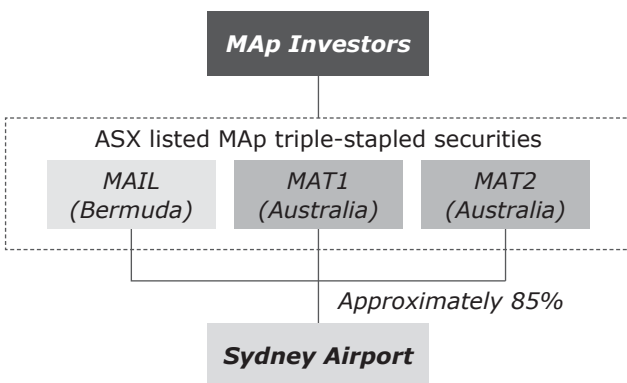 MAp Investors
ASX listed MAp triple-stapled securities
MAIL
(Bermuda)
MAT1
(Australia)
MAT2
(Australia)
Approximately 85%
Sydney Airport